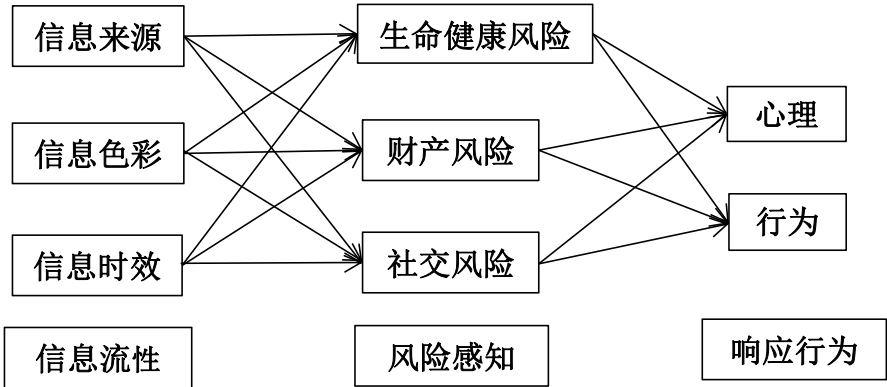 信息来源
生命健康风险
心理
信息色彩
财产风险
行为
信息时效
社交风险
信息流性
风险感知
响应行为